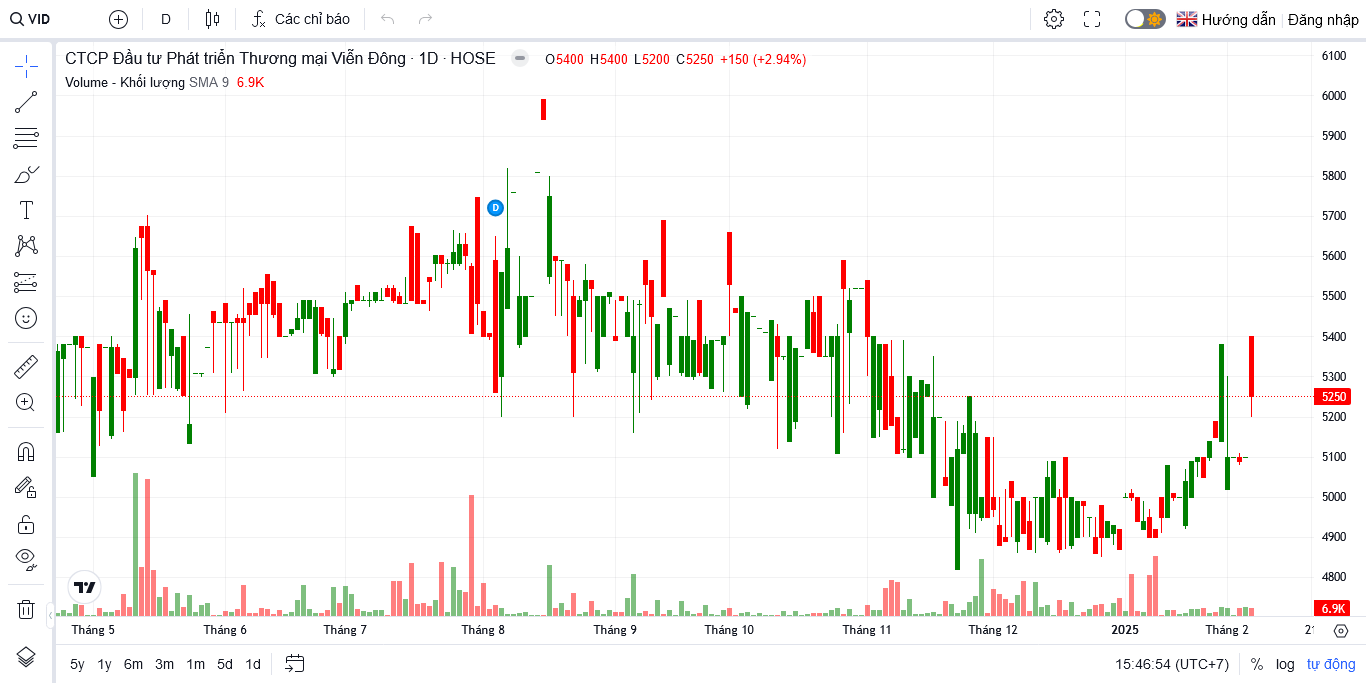 VID D Các chỉ báo Hướng dẫn Đăng nhập
CTCP Đầu tư Phát triển Thương mại Viễn Đông · 1D · HOSE O5400 H5400 L5200 C5250 +150 (+2.94%)
Volume - Khối lượng SMA 9 6.9K
D
6100
6000
5900
5800
5700
5600
5500
5400
5300
5250
5200
5100
5000
4900
4800
6.9K
Tháng 5 Tháng 6 Tháng 7 Tháng 8 Tháng 9 Tháng 10 Tháng 11 Tháng 12 2025 Tháng 2
5y 1y 6m 3m 1m 5d 1d 15:46:54 (UTC+7) % log tự động